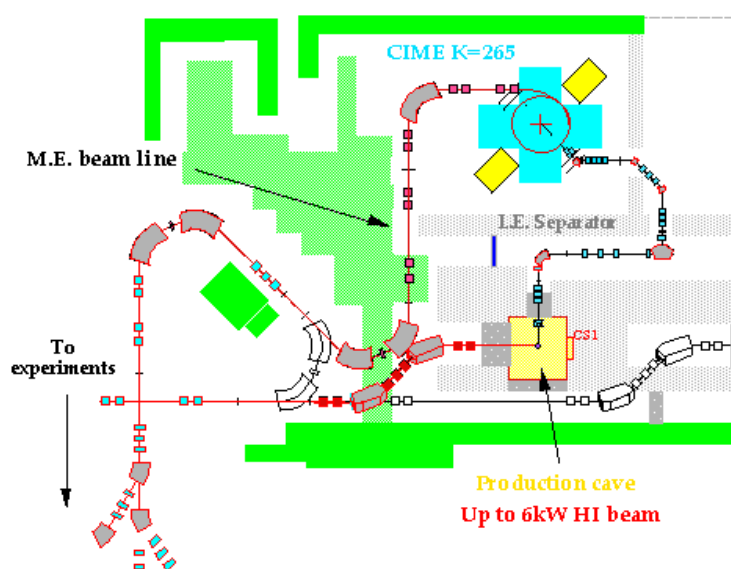 CIME K=265
M.E. beam line
I.E. Separator
CS1
To
experiments
Production cave
Up to 6kW HI beam